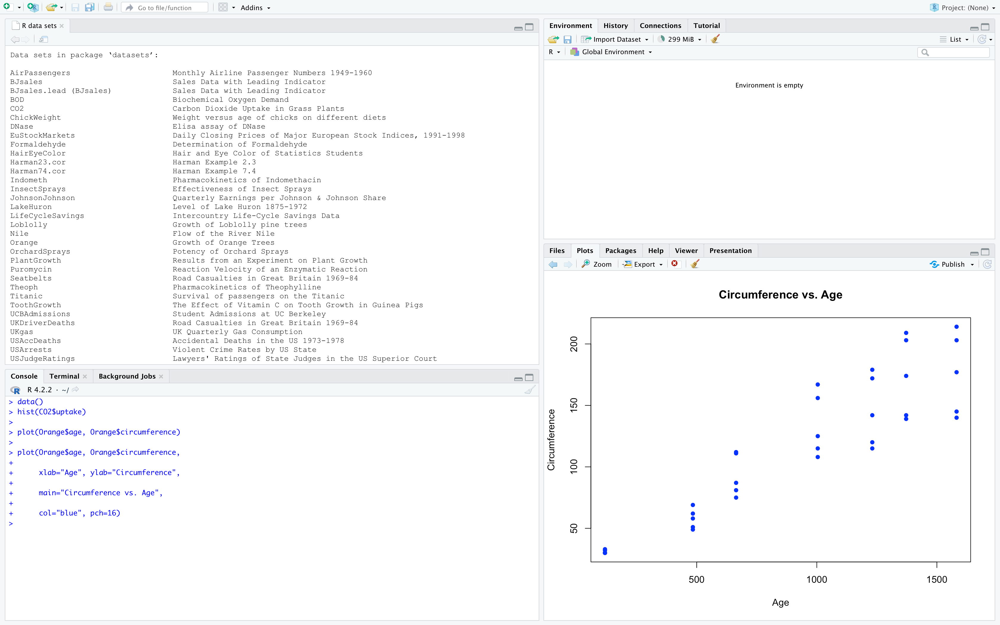 Go to file/function
Addins
Project: (None)
R data sets
Data sets in package ‘datasets’:
AirPassengers Monthly Airline Passenger Numbers 1949-1960
BJsales Sales Data with Leading Indicator
BJsales.lead (BJsales) Sales Data with Leading Indicator
BOD Biochemical Oxygen Demand
CO2 Carbon Dioxide Uptake in Grass Plants
ChickWeight Weight versus age of chicks on different diets
DNase Elisa assay of DNase
EuStockMarkets Daily Closing Prices of Major European Stock Indices, 1991-1998
Formaldehyde Determination of Formaldehyde
HairEyeColor Hair and Eye Color of Statistics Students
Harman23.cor Harman Example 2.3
Harman74.cor Harman Example 7.4
Indometh Pharmacokinetics of Indomethacin
InsectSprays Effectiveness of Insect Sprays
JohnsonJohnson Quarterly Earnings per Johnson & Johnson Share
LakeHuron Level of Lake Huron 1875-1972
LifeCycleSavings Intercountry Life-Cycle Savings Data
Loblolly Growth of Loblolly pine trees
Nile Flow of the River Nile
Orange Growth of Orange Trees
OrchardSprays Potency of Orchard Sprays
PlantGrowth Results from an Experiment on Plant Growth
Puromycin Reaction Velocity of an Enzymatic Reaction
Seatbelts Road Casualties in Great Britain 1969-84
Theoph Pharmacokinetics of Theophylline
Titanic Survival of passengers on the Titanic
ToothGrowth The Effect of Vitamin C on Tooth Growth in Guinea Pigs
UCBAdmissions Student Admissions at UC Berkeley
UKDriverDeaths Road Casualties in Great Britain 1969-84
UKgas UK Quarterly Gas Consumption
USAccDeaths Accidental Deaths in the US 1973-1978
USArrests Violent Crime Rates by US State
USJudgeRatings Lawyers' Ratings of State Judges in the US Superior Court
Console Terminal Background Jobs
R 4.2.2 · ~/
> data()
> hist(CO2$uptake)
>
> plot(Orange$age, Orange$circumference)
>
> plot(Orange$age, Orange$circumference,
+
+ xlab="Age", ylab="Circumference",
+
+ main="Circumference vs. Age",
+
+ col="blue", pch=16)
>
Environment History Connections Tutorial
Import Dataset 299 MiB List
R Global Environment
Environment is empty
Files Plots Packages Help Viewer Presentation
Zoom Export Publish
Circumference vs. Age
Circumference
200
150
100
50
500 1000 1500
Age